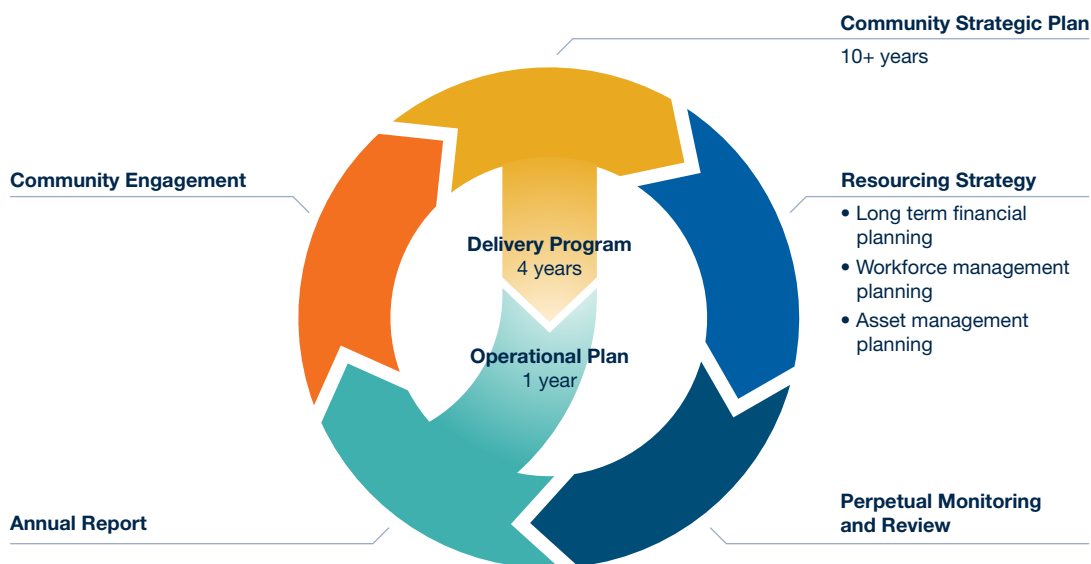 Community Strategic Plan
10+ years
Community Engagement
Resourcing Strategy
• Long term financial
planning
• Workforce management
planning
• Asset management
planning
Delivery Program
4 years
Operational Plan
1 year
Annual Report
Perpetual Monitoring
and Review